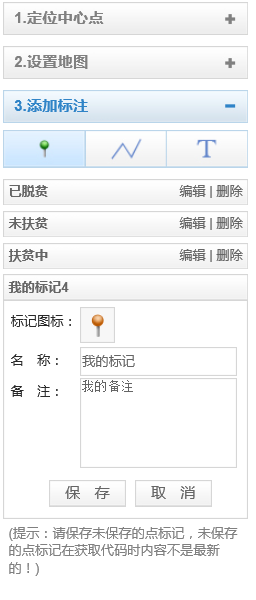 1.定位中心点
2.设置地图
3.添加标注
T
已脱贫 编辑 | 删除
未扶贫 编辑 | 删除
扶贫中 编辑 | 删除
我的标记4
标记图标：
名 称： 我的标记
备 注： 我的备注
保 存 取 消
(提示：请保存未保存的点标记，未保存
的点标记在获取代码时内容不是最新
的！)